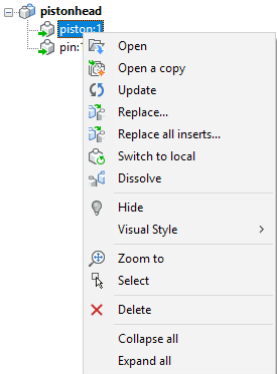 pistonhead
piston:1
pin:1
Open
Open a copy
Update
Replace...
Replace all inserts...
Switch to local
Dissolve
Hide
Visual Style
Zoom to
Select
Delete
Collapse all
Expand all